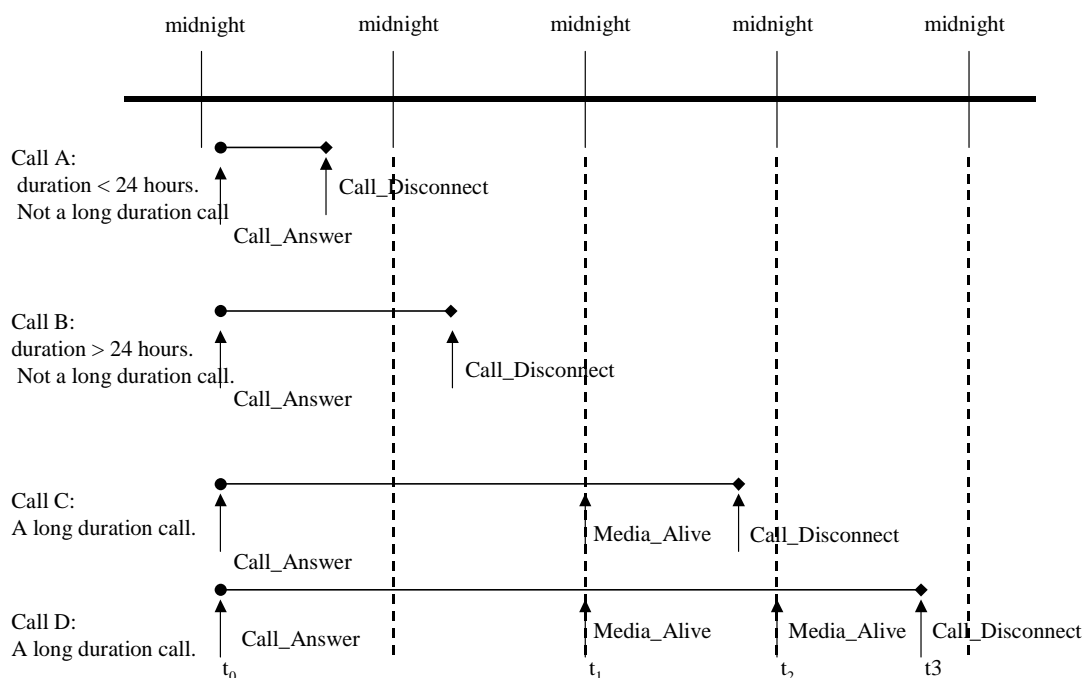 midnight midnight midnight midnight midnight
Call A:
duration < 24 hours.
Not a long duration call
Call_Disconnect
Call_Answer
Call B:
duration > 24 hours.
Not a long duration call.
Call_Disconnect
Call_Answer
Call C:
A long duration call.
Media_Alive
Call_Disconnect
Call_Answer
Call D:
A long duration call.
Call_Answer
Media_Alive
Media_Alive
Call_Disconnect
t0 t1 t2 t3